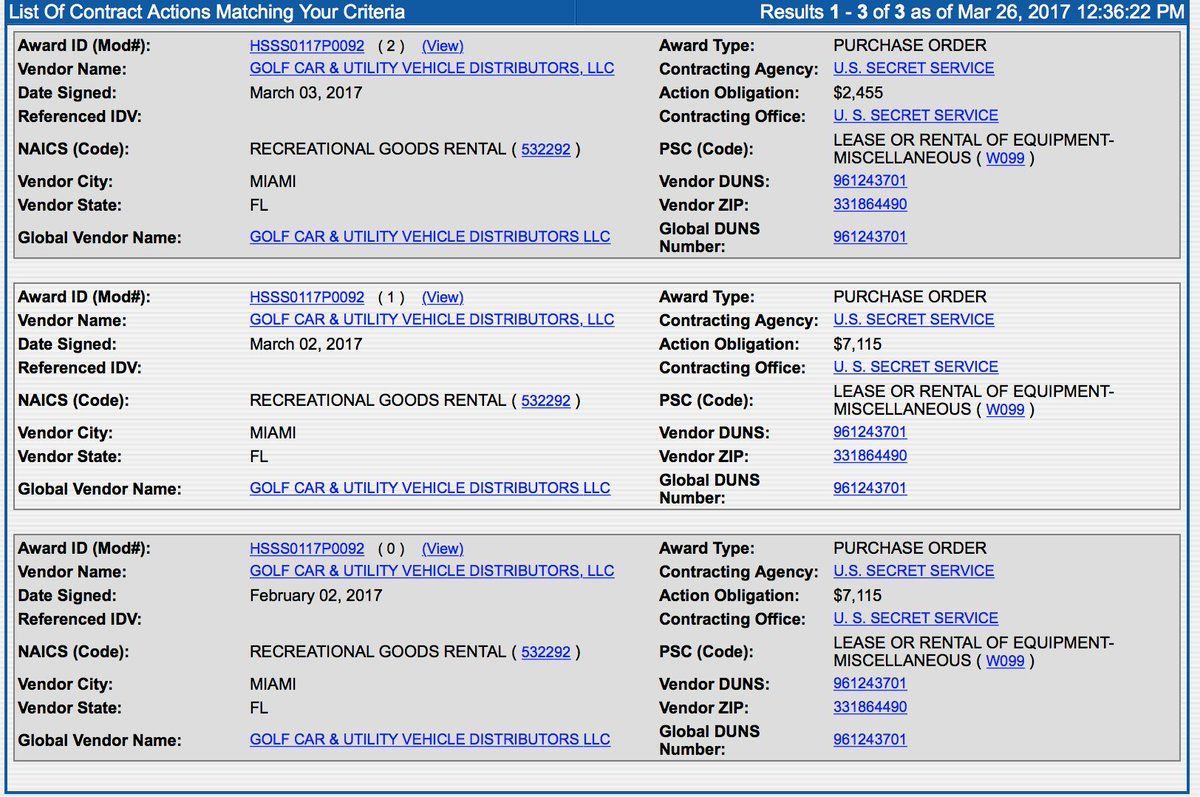 List Of Contract Actions Matching Your Criteria Results 1 - 3 of 3 as of Mar 26, 2017 12:36:22 PM
Award ID (Mod#): HSSS0117P0092 ( 2 ) (View) Award Type: PURCHASE ORDER
Vendor Name: GOLF CAR & UTILITY VEHICLE DISTRIBUTORS, LLC Contracting Agency: U.S. SECRET SERVICE
Date Signed: March 03, 2017 Action Obligation: $2,455
Referenced IDV: Contracting Office: U. S. SECRET SERVICE
NAICS (Code): RECREATIONAL GOODS RENTAL ( 532292 ) PSC (Code): LEASE OR RENTAL OF EQUIPMENT-
MISCELLANEOUS ( W099 )
Vendor City: MIAMI Vendor DUNS: 961243701
Vendor State: FL Vendor ZIP: 331864490
Global Vendor Name: GOLF CAR & UTILITY VEHICLE DISTRIBUTORS LLC Global DUNS
Number: 961243701
Award ID (Mod#): HSSS0117P0092 ( 1 ) (View) Award Type: PURCHASE ORDER
Vendor Name: GOLF CAR & UTILITY VEHICLE DISTRIBUTORS, LLC Contracting Agency: U.S. SECRET SERVICE
Date Signed: March 02, 2017 Action Obligation: $7,115
Referenced IDV: Contracting Office: U. S. SECRET SERVICE
NAICS (Code): RECREATIONAL GOODS RENTAL ( 532292 ) PSC (Code): LEASE OR RENTAL OF EQUIPMENT-
MISCELLANEOUS ( W099 )
Vendor City: MIAMI Vendor DUNS: 961243701
Vendor State: FL Vendor ZIP: 331864490
Global Vendor Name: GOLF CAR & UTILITY VEHICLE DISTRIBUTORS LLC Global DUNS
Number: 961243701
Award ID (Mod#): HSSS0117P0092 ( 0 ) (View) Award Type: PURCHASE ORDER
Vendor Name: GOLF CAR & UTILITY VEHICLE DISTRIBUTORS, LLC Contracting Agency: U.S. SECRET SERVICE
Date Signed: February 02, 2017 Action Obligation: $7,115
Referenced IDV: Contracting Office: U. S. SECRET SERVICE
NAICS (Code): RECREATIONAL GOODS RENTAL ( 532292 ) PSC (Code): LEASE OR RENTAL OF EQUIPMENT-
MISCELLANEOUS ( W099 )
Vendor City: MIAMI Vendor DUNS: 961243701
Vendor State: FL Vendor ZIP: 331864490
Global Vendor Name: GOLF CAR & UTILITY VEHICLE DISTRIBUTORS LLC Global DUNS
Number: 961243701